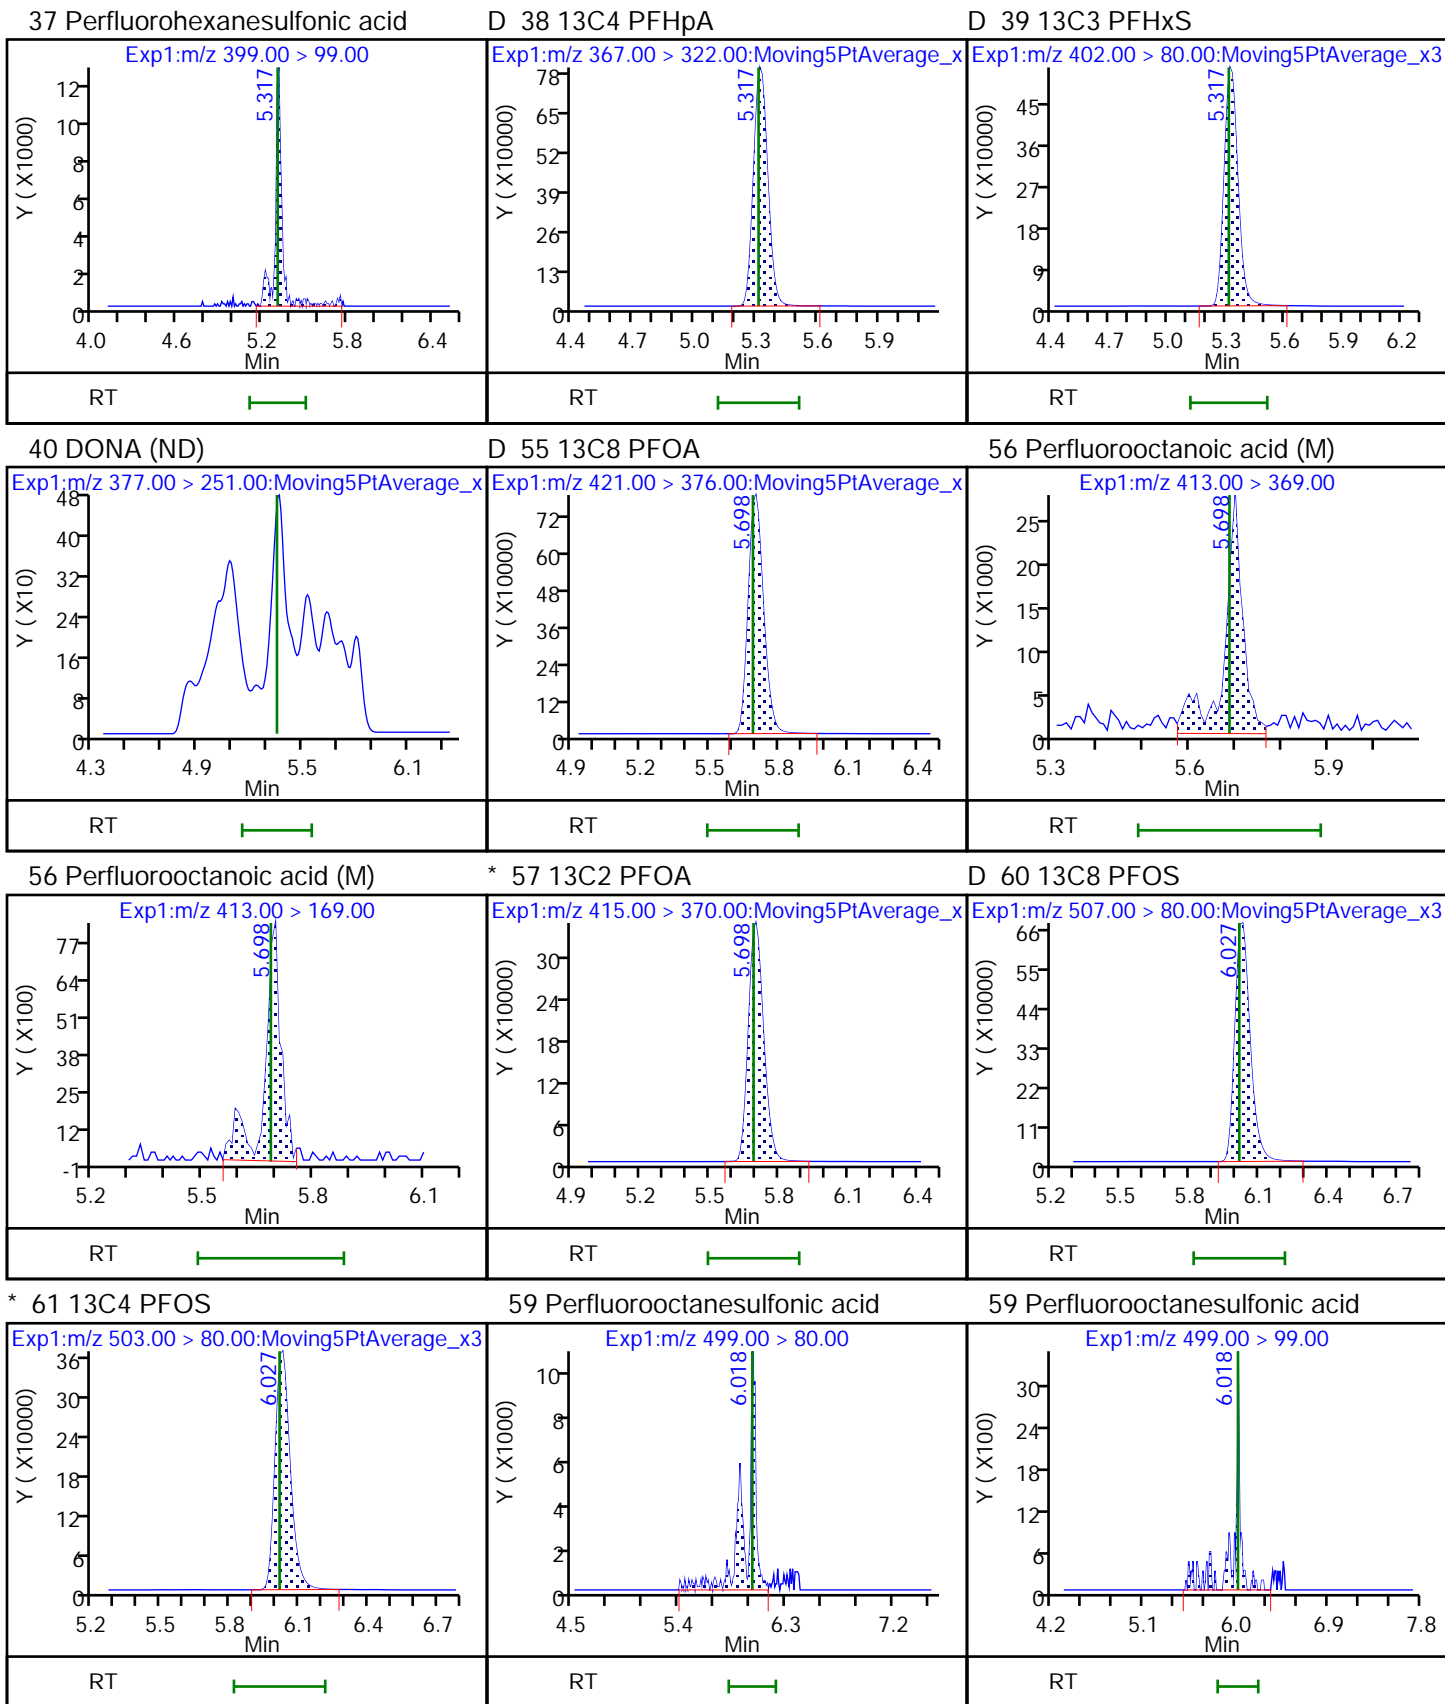 37 Perfluorohexanesulfonic acid
Exp1:m/z 399.00 > 99.00
5.317
Y ( X1000)
12
10
8
6
4
2
0
4.0 4.6 5.2 5.8 6.4
Min
RT
D 38 13C4 PFHpA
Exp1:m/z 367.00 > 322.00:Moving5PtAverage_x
5.317
Y ( X10000)
78
65
52
39
26
13
0
4.4 4.7 5.0 5.3 5.6 5.9
Min
RT
D 39 13C3 PFHxS
Exp1:m/z 402.00 > 80.00:Moving5PtAverage_x3
5.317
Y ( X10000)
45
36
27
18
9
0
4.4 4.7 5.0 5.3 5.6 5.9 6.2
Min
RT
40 DONA (ND)
Exp1:m/z 377.00 > 251.00:Moving5PtAverage_x
Y ( X10)
48
40
32
24
16
8
0
4.3 4.9 5.5 6.1
Min
RT
D 55 13C8 PFOA
Exp1:m/z 421.00 > 376.00:Moving5PtAverage_x
5.698
Y ( X10000)
72
60
48
36
24
12
0
4.9 5.2 5.5 5.8 6.1 6.4
Min
RT
56 Perfluorooctanoic acid (M)
Exp1:m/z 413.00 > 369.00
5.698
Y ( X1000)
25
20
15
10
5
0
5.3 5.6 5.9
Min
RT
56 Perfluorooctanoic acid (M)
Exp1:m/z 413.00 > 169.00
5.698
Y ( X100)
77
64
51
38
25
12
-1
5.2 5.5 5.8 6.1
Min
RT
* 57 13C2 PFOA
Exp1:m/z 415.00 > 370.00:Moving5PtAverage_x
5.698
Y ( X10000)
30
24
18
12
6
0
4.9 5.2 5.5 5.8 6.1 6.4
Min
RT
D 60 13C8 PFOS
Exp1:m/z 507.00 > 80.00:Moving5PtAverage_x3
6.027
Y ( X10000)
66
55
44
33
22
11
0
5.2 5.5 5.8 6.1 6.4 6.7
Min
RT
* 61 13C4 PFOS
Exp1:m/z 503.00 > 80.00:Moving5PtAverage_x3
6.027
Y ( X10000)
36
30
24
18
12
6
0
5.2 5.5 5.8 6.1 6.4 6.7
Min
RT
59 Perfluorooctanesulfonic acid
Exp1:m/z 499.00 > 80.00
6.018
Y ( X1000)
10
8
6
4
2
0
4.5 5.4 6.3 7.2
Min
RT
59 Perfluorooctanesulfonic acid
Exp1:m/z 499.00 > 99.00
6.018
Y ( X100)
30
24
18
12
6
0
4.2 5.1 6.0 6.9 7.8
Min
RT